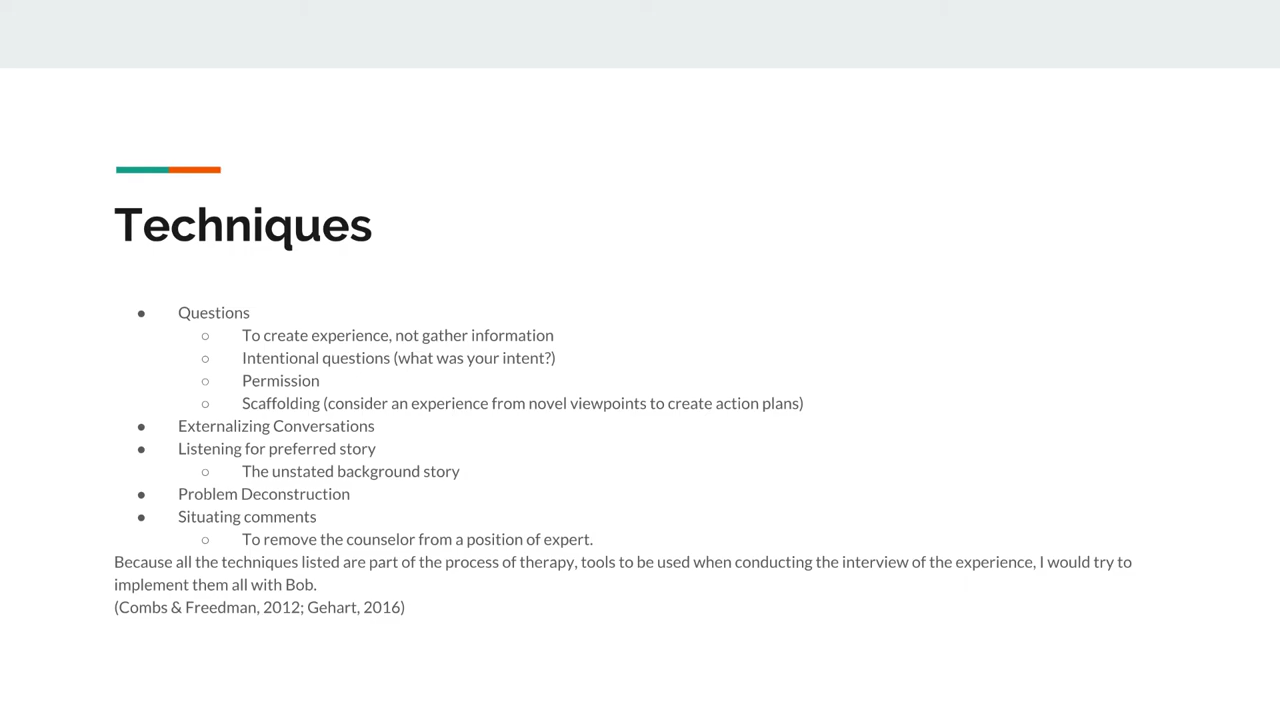 Techniques
● Questions
○ To create experience, not gather information
○ Intentional questions (what was your intent?)
○ Permission
○ Scaffolding (consider an experience from novel viewpoints to create action plans)
● Externalizing Conversations
● Listening for preferred story
○ The unstated background story
● Problem Deconstruction
● Situating comments
○ To remove the counselor from a position of expert.
Because all the techniques listed are part of the process of therapy, tools to be used when conducting the interview of the experience, I would try to
implement them all with Bob.
(Combs & Freedman, 2012; Gehart, 2016)